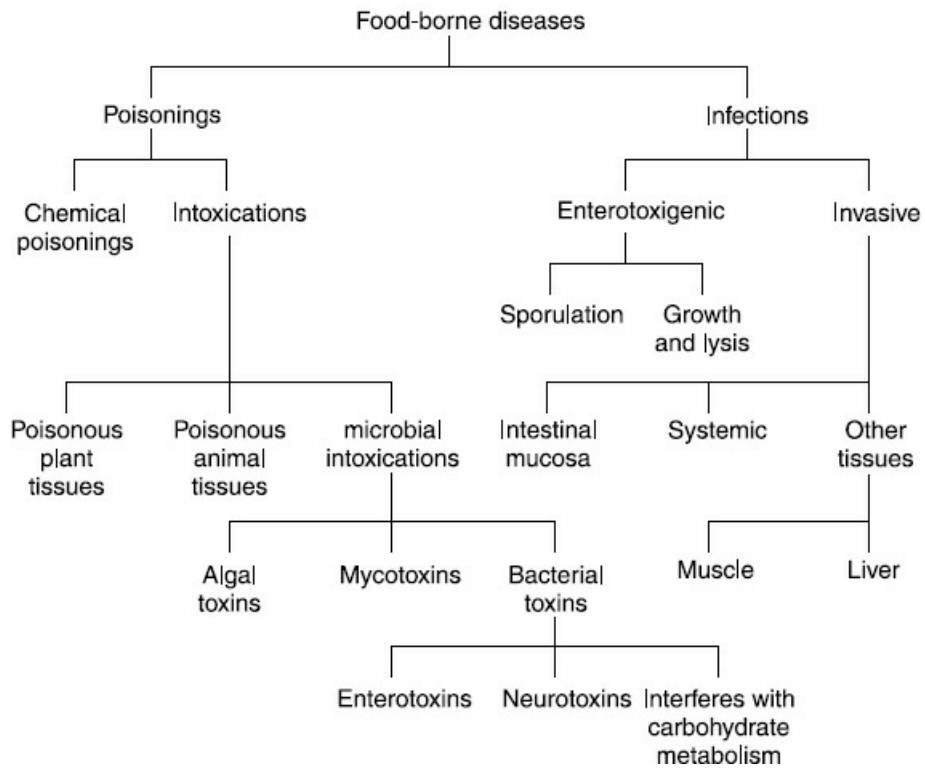 Food-borne diseases
Poisonings
Infections
Chemical
poisonings
Intoxications
Enterotoxigenic
Invasive
Sporulation
Growth
and lysis
Poisonous
plant
tissues
Poisonous
animal
tissues
microbial
intoxications
Intestinal
mucosa
Systemic
Other
tissues
Algal
toxins
Mycotoxins
Bacterial
toxins
Muscle
Liver
Enterotoxins
Neurotoxins
Interferes with
carbohydrate
metabolism